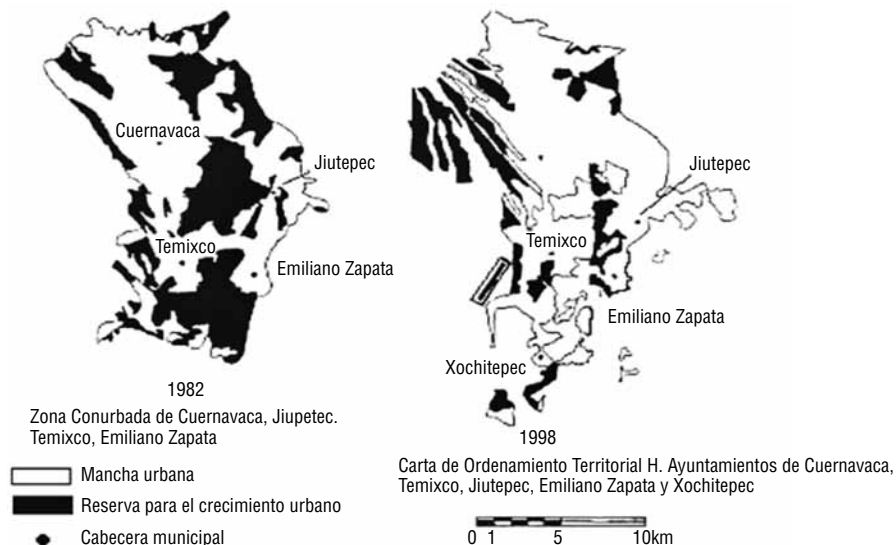 Cuernavaca
Jiutepec
Temixco
Emiliano Zapata
1982
Zona Conurbada de Cuernavaca, Jiupetec.
Temixco, Emiliano Zapata
Mancha urbana
Reserva para el crecimiento urbano
Cabecera municipal
Jiutepec
Temixco
Emiliano Zapata
Xochitepec
1998
Carta de Ordenamiento Territorial H. Ayuntamientos de Cuernavaca,
Temixco, Jiutepec, Emiliano Zapata y Xochitepec
0 1 5 10km